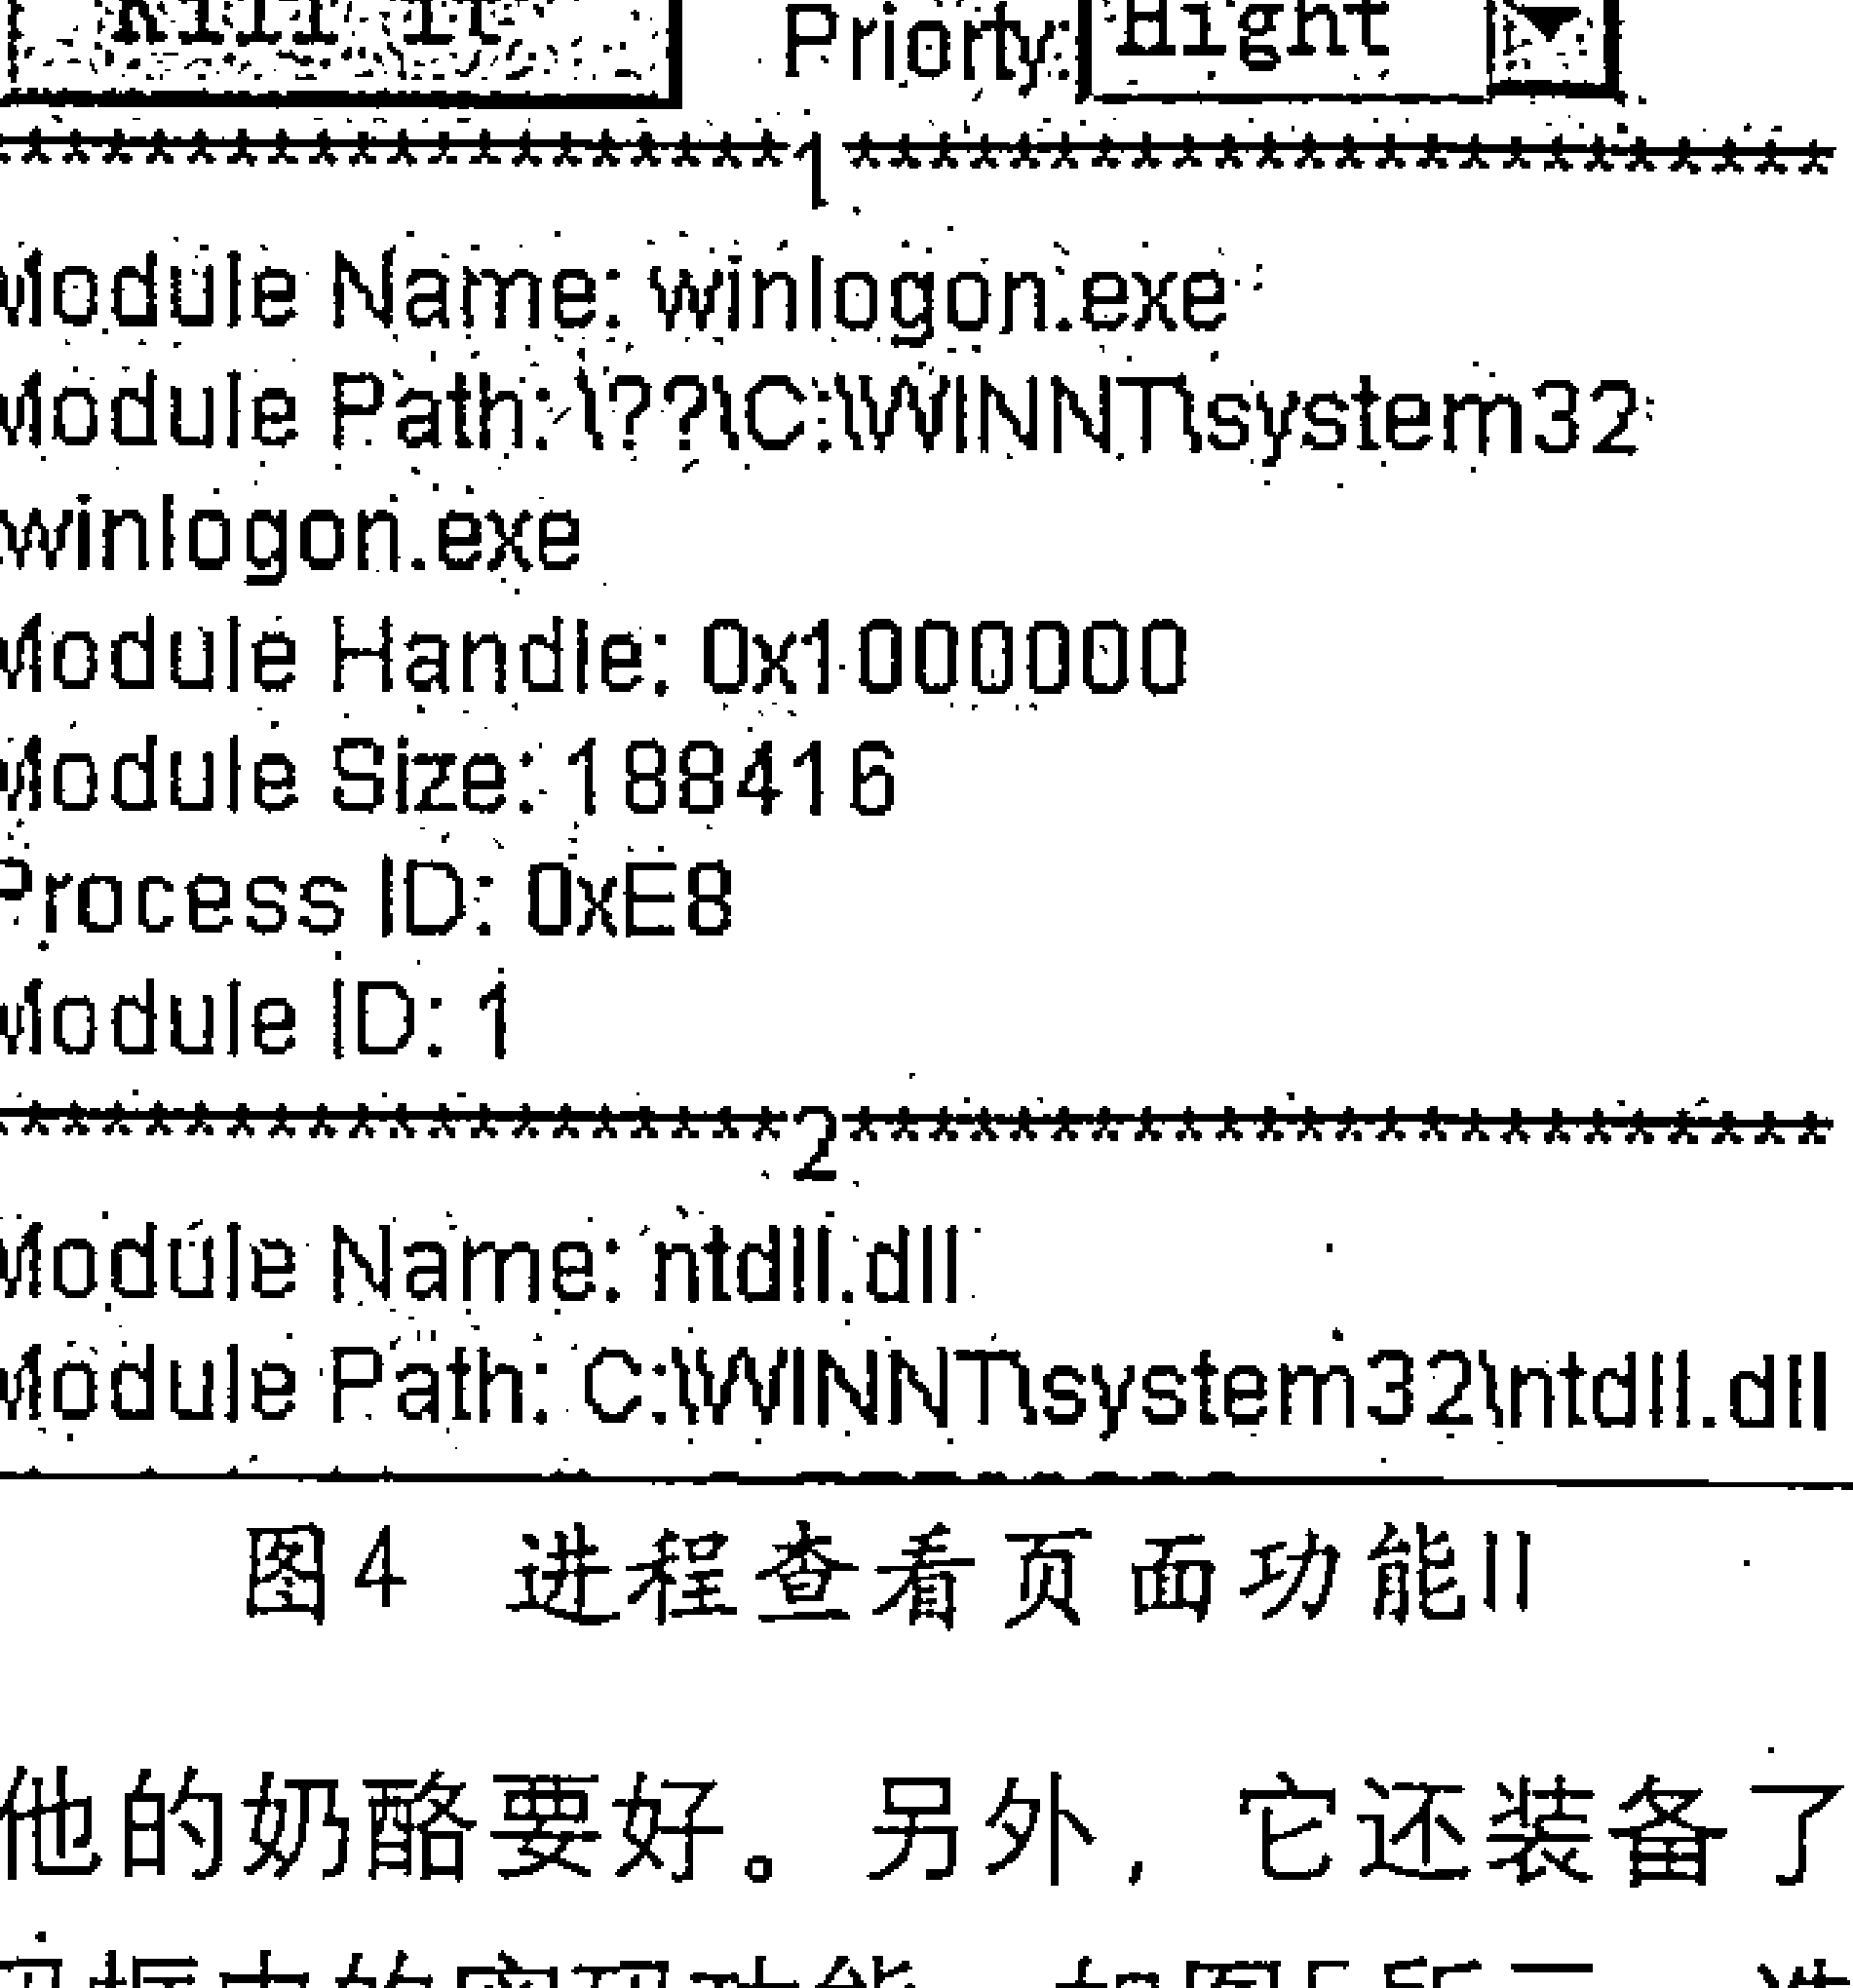 Kill it Priority: Hight
******************1************************
Module Name: winlogon.exe
Module Path: \??\C:\WINNT\system32
\winlogon.exe
Module Handle: 0x1000000
Module Size: 188416
Process ID: 0xE8
Module ID: 1
******************2************************
Module Name: ntdll.dll
Module Path: C:\WINNT\system32\ntdll.dll
图4 进程查看页面功能II
他的奶酪要好。另外，它还装备了